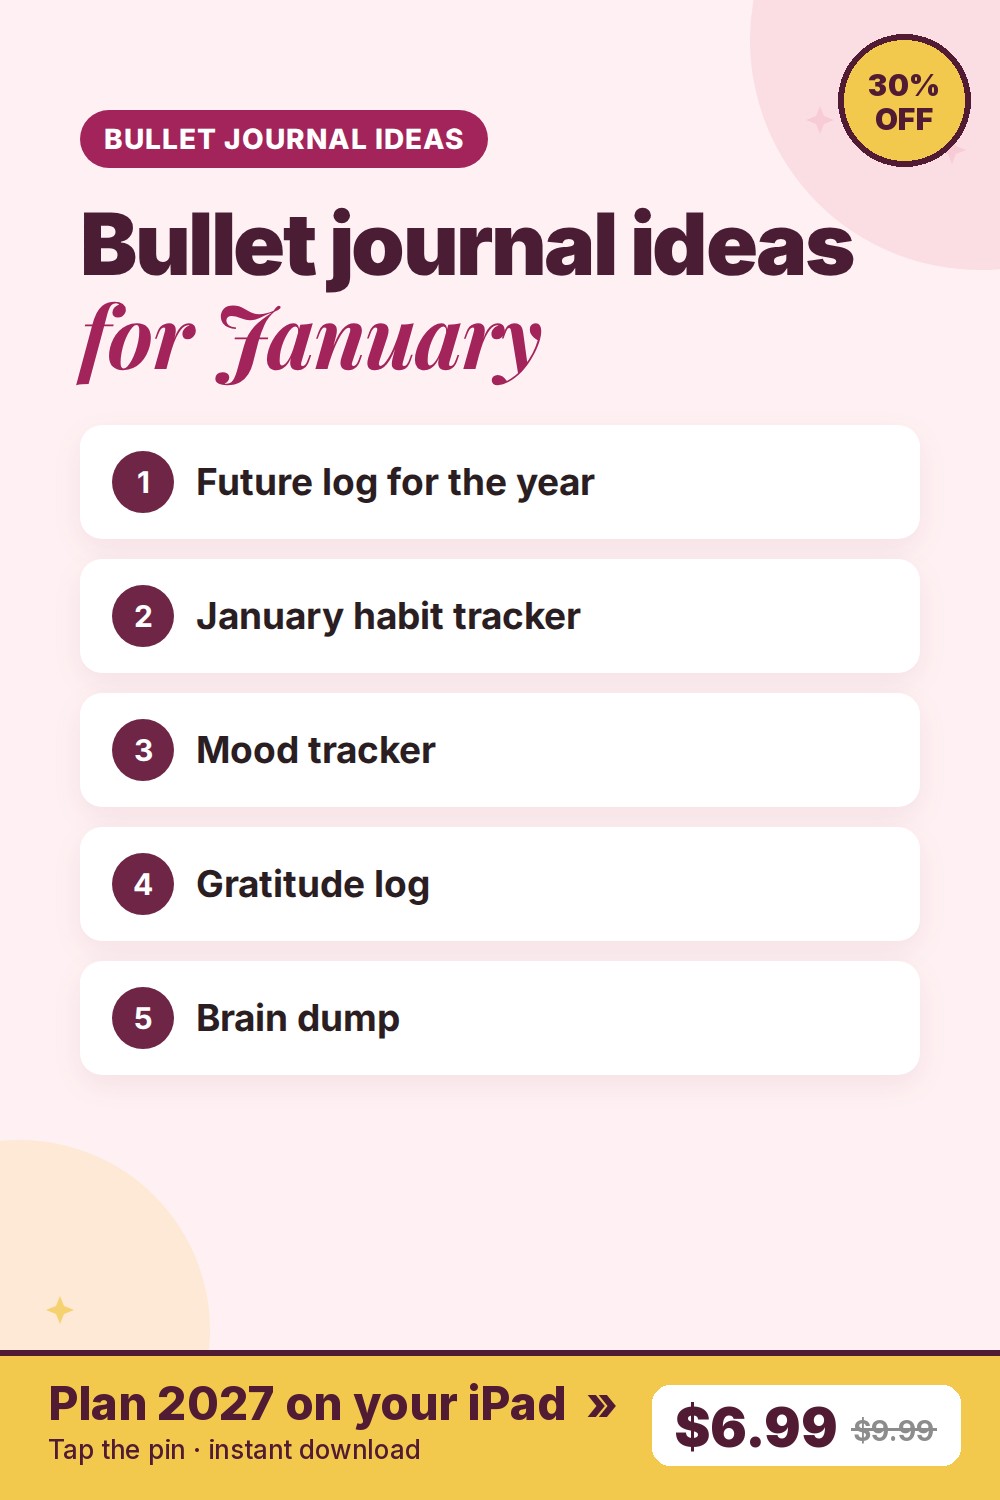 30%
OFF
BULLET JOURNAL IDEAS
Bullet journal ideas
for January
1 Future log for the year
2 January habit tracker
3 Mood tracker
4 Gratitude log
5 Brain dump
Plan 2027 on your iPad »
Tap the pin · instant download
$6.99 $9.99